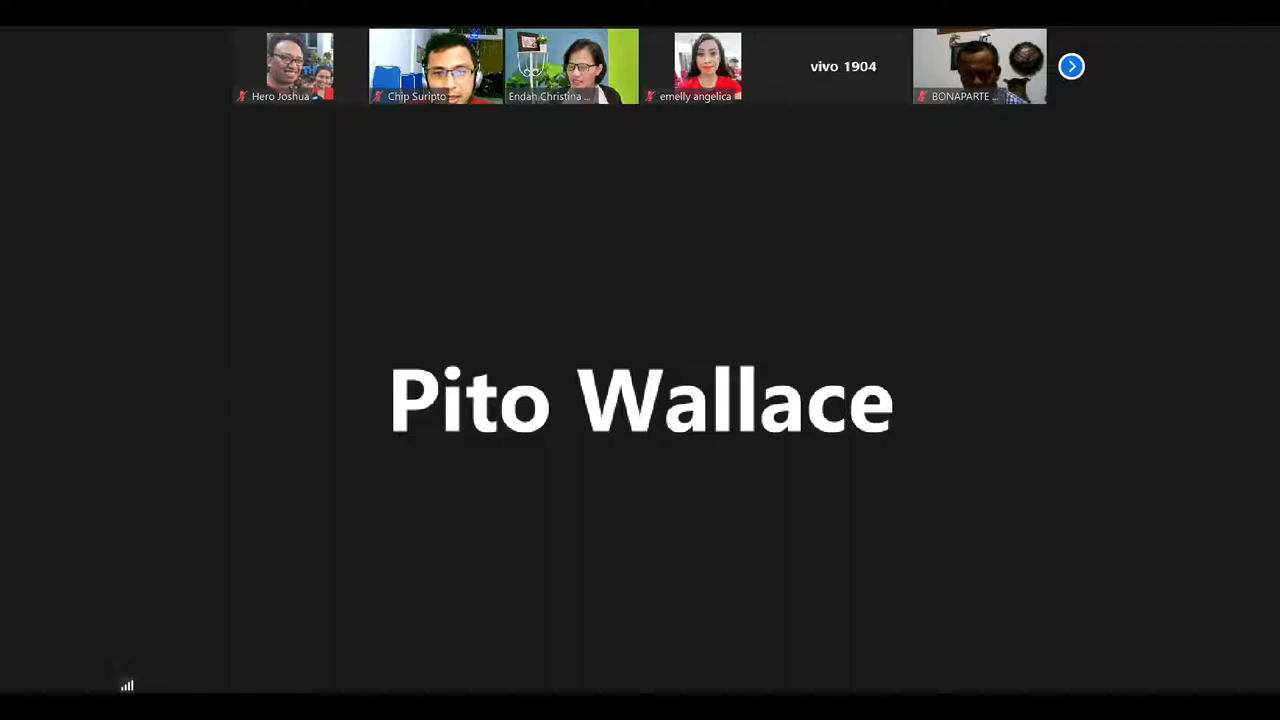 Hero Joshua
Chip Suripto
Endah Christina ...
emelly angelica
vivo 1904
BONAPARTE ...
Pito Wallace